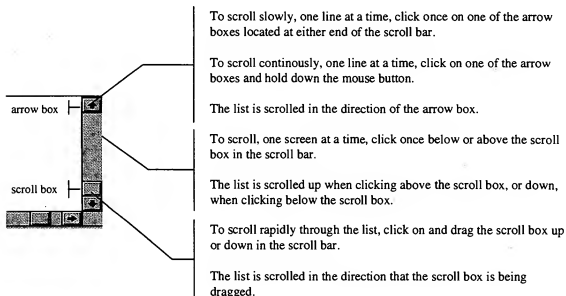 To scroll slowly, one line at a time, click once on one of the arrow
boxes located at either end of the scroll bar.
To scroll continously, one line at a time, click on one of the arrow
boxes and hold down the mouse button.
The list is scrolled in the direction of the arrow box.
arrow box
To scroll, one screen at a time, click once below or above the scroll
box in the scroll bar.
scroll box
The list is scrolled up when clicking above the scroll box, or down,
when clicking below the scroll box.
To scroll rapidly through the list, click on and drag the scroll box up
or down in the scroll bar.
The list is scrolled in the direction that the scroll box is being
dragged.